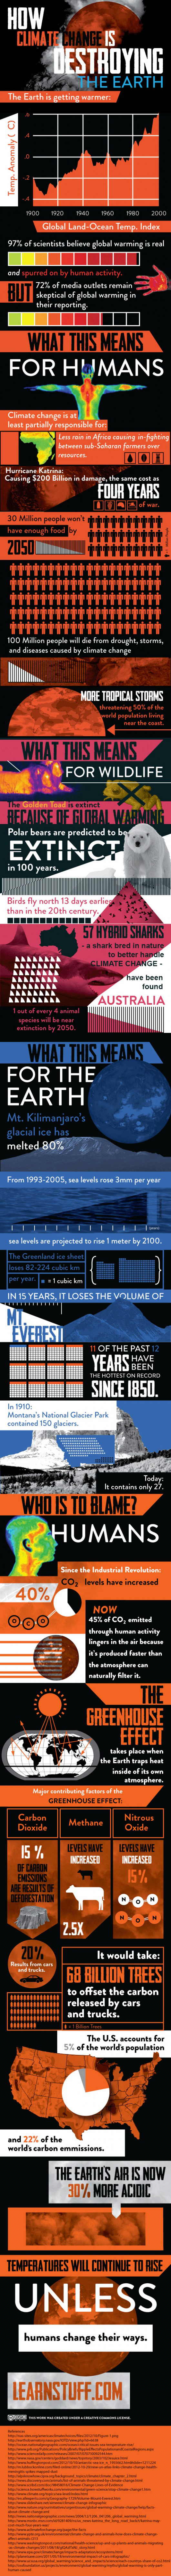 HOW
CLIMATE CHANGE IS
DESTROYING
THE EARTH
The Earth is getting warmer:
Temp. Anomaly ( C)
1900 1920 1940 1960 1980 2000
Global Land-Ocean Temp. Index
97% of scientists believe global warming is real
and spurred on by human activity.
BUT 72% of media outlets remain
skeptical of global warming in
their reporting.
WHAT THIS MEANS
FOR HUMANS
Climate change is at
least partially responsible for:
Less rain in Africa causing in-fighting
between sub-Saharan farmers over
resources.
Hurricane Katrina:
Causing $200 Billion in damage, the same cost as
FOUR YEARS
of war.
30 Million people won't
have enough food by
2050
100 Million people will die from drought, storms,
and diseases caused by climate change
MORE TROPICAL STORMS
threatening 50% of the
world population living
near the coast.
WHAT THIS MEANS
FOR WILDLIFE
The Golden Toad is extinct
BECAUSE OF GLOBAL WARMING
Polar bears are predicted to be
EXTINCT
in 100 years.
Birds fly north 13 days earlier
than in the 20th century.
57 HYBRID SHARKS
- a shark bred in nature
to better handle
CLIMATE CHANGE -
have been
found
AUSTRALIA
1 out of every 4 animal
species will be near
extinction by 2050.
WHAT THIS MEANS
FOR THE
EARTH
Mt. Kilimanjaro's
glacial ice has
melted 80%
From 1993-2005, sea levels rose 3mm per year
sea levels are projected to rise 1 meter by 2100.
The Greenland ice sheet
loses 82-224 cubic km
per year. = 1 cubic km
IN 15 YEARS, IT LOSES THE VOLUME OF
MT.
EVEREST
11 OF THE PAST 12
YEARS HAVE
BEEN
THE HOTTEST ON RECORD
SINCE 1850.
In 1910:
Montana's National Glacier Park
contained 150 glaciers.
Today:
It contains only 27.
WHO IS TO BLAME?
HUMANS
Since the Industrial Revolution:
CO2 levels have increased
40%
O C O
NOW
45% of CO2 emitted
through human activity
lingers in the air because
it's produced faster than
the atmosphere can
naturally filter it.
THE
GREENHOUSE
EFFECT
takes place when
the Earth traps heat
inside of its own
atmosphere.
Major contributing factors of the
GREENHOUSE EFFECT:
Carbon
Dioxide
Methane
Nitrous
Oxide
15 %
OF CARBON
EMISSIONS
ARE RESULTS OF
DEFORESTATION
LEVELS HAVE
INCREASED
2.5X
LEVELS HAVE
INCREASED
15%
N O N
20%
Results from cars
and trucks.
It would take:
68 BILLION TREES
to offset the carbon
released by cars
and trucks.
= 1 Billion Trees
The U.S. accounts for
5% of the world's population
and 22% of the
world's carbon emmissions.
THE EARTH'S AIR IS NOW
30% MORE ACIDIC
TEMPERATURES WILL CONTINUE TO RISE
UNLESS
humans change their ways.
LEARNSTUFF.COM
THIS WORK WAS CREATED UNDER A CREATIVE COMMONS LICENSE.
References: